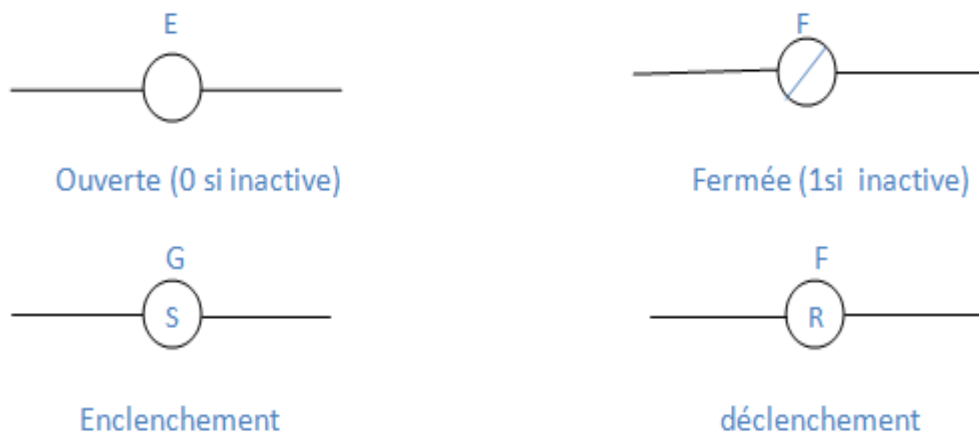 E
F
Ouverte (0 si inactive)
Fermée (1si inactive)
G
F
S
R
Enclenchement
déclenchement